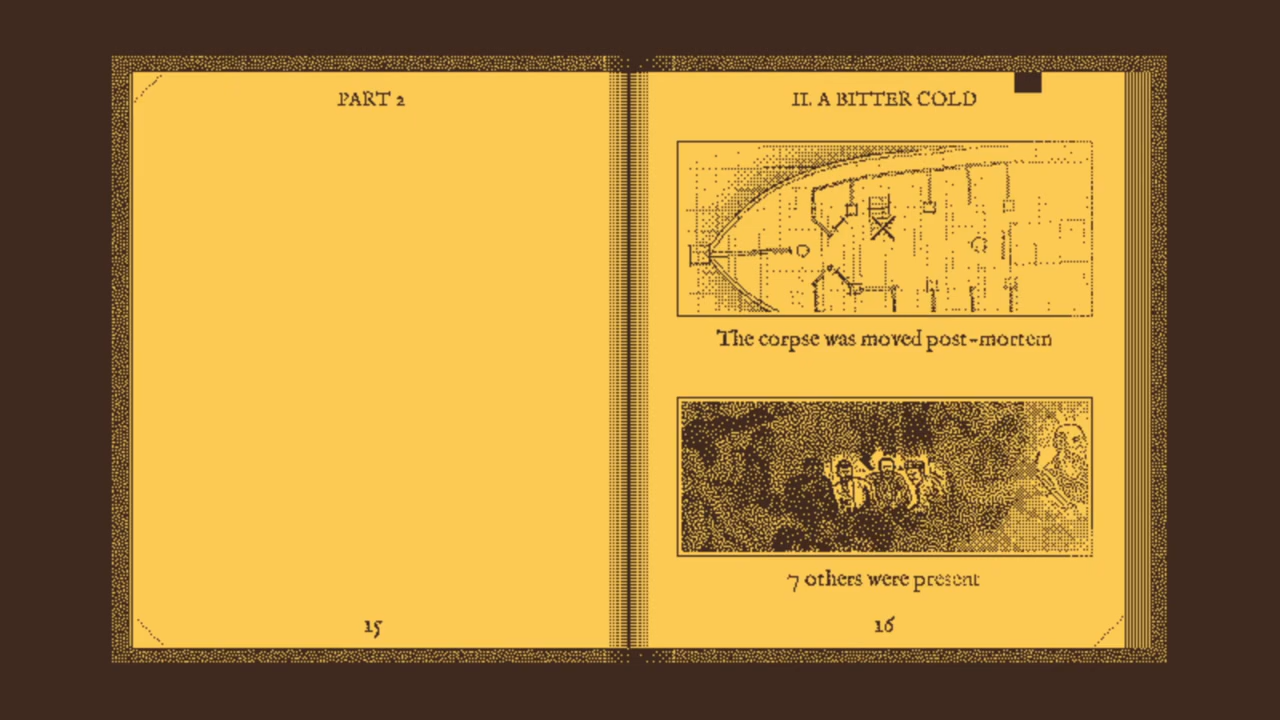 PART 2
15
II. A BITTER COLD
The corpse was moved post-mortem
7 others were present
16